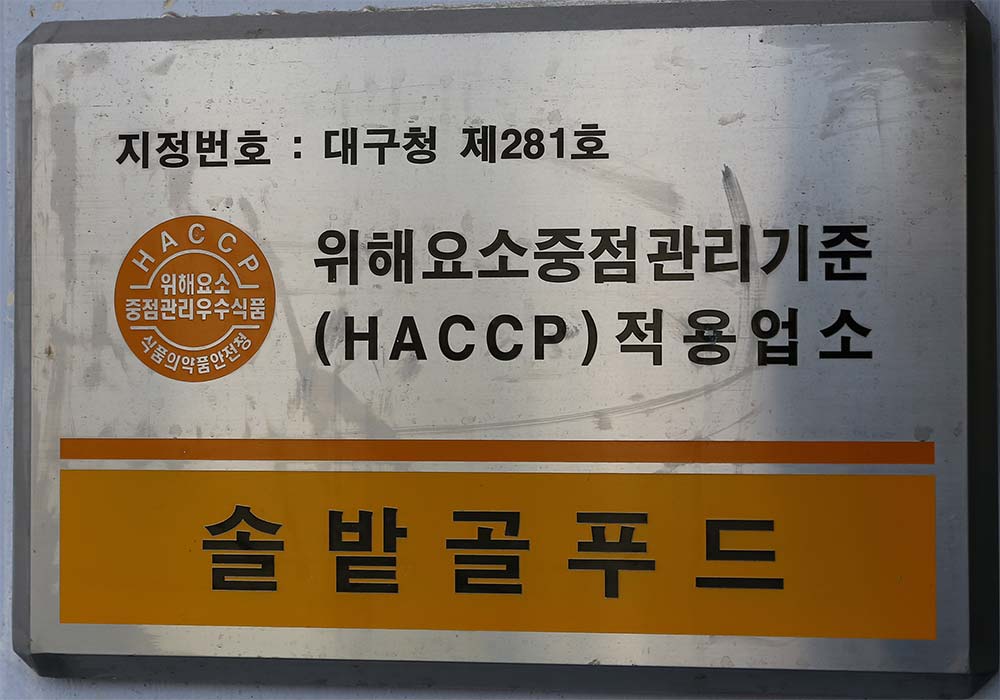 지정번호 : 대구청 제281호
HACCP
위해요소
중점관리우수식품
식품의약품안전청
위해요소중점관리기준
(HACCP)적용업소
솔밭골푸드